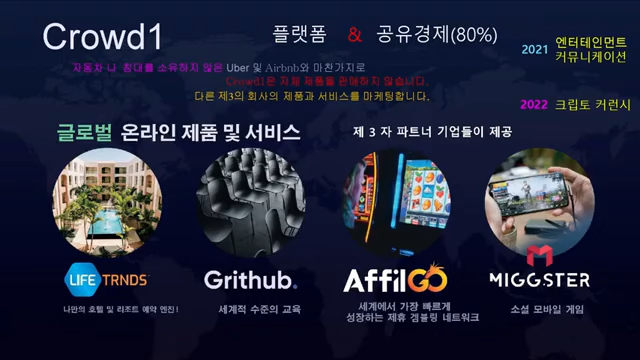 Crowd1
플랫폼 & 공유경제(80%)
2021 엔터테인먼트
커뮤니케이션
자동차 나 침대를 소유하지 않은 Uber 및 Airbnb와 마찬가지로
Crowd1은 자체 제품을 판매하지 않습니다.
다른 제3의 회사의 제품과 서비스를 마케팅합니다.
2022 크립토 커런시
글로벌 온라인 제품 및 서비스
제 3 자 파트너 기업들이 제공
LIFE TRNDS
Grithub.
AffilGO
MIGGSTER
나만의 호텔 및 리조트 예약 엔진!
세계적 수준의 교육
세계에서 가장 빠르게
성장하는 제휴 겜블링 네트워크
소셜 모바일 게임